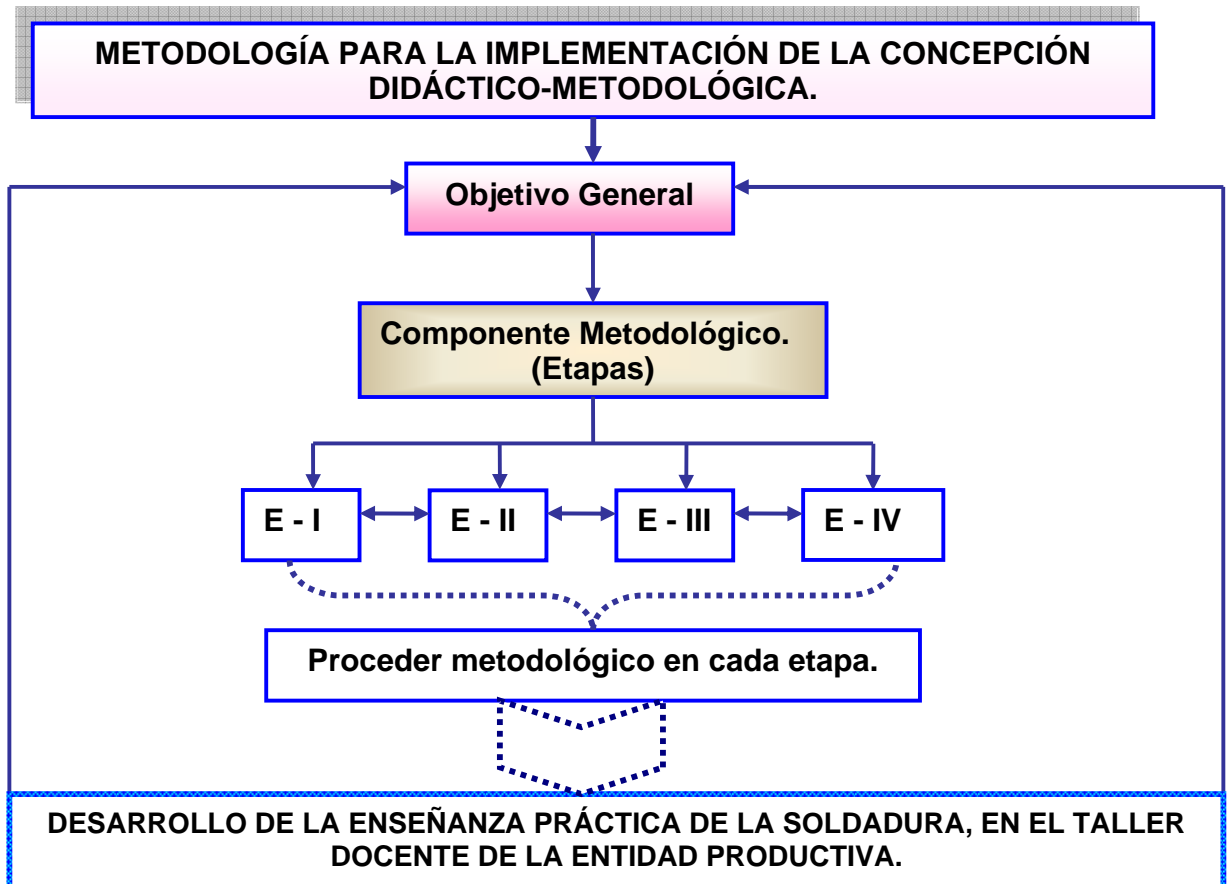 METODOLOGÍA PARA LA IMPLEMENTACIÓN DE LA CONCEPCIÓN
DIDÁCTICO-METODOLÓGICA.
Objetivo General
Componente Metodológico.
(Etapas)
E - I
E - II
E - III
E - IV
Proceder metodológico en cada etapa.
DESARROLLO DE LA ENSEÑANZA PRÁCTICA DE LA SOLDADURA, EN EL TALLER
DOCENTE DE LA ENTIDAD PRODUCTIVA.